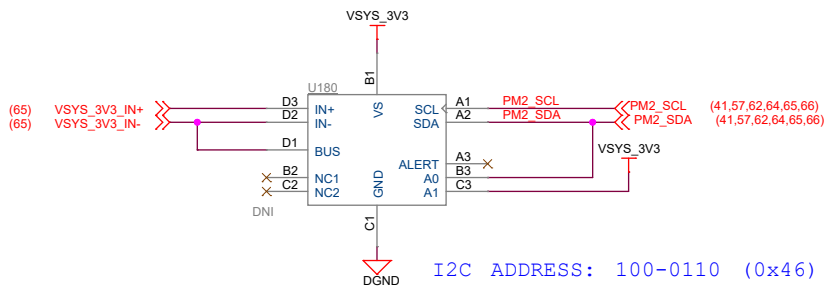 VSYS_3V3
B1
U180
(65) VSYS_3V3_IN+ D3 IN+ VS SCL A1 PM2_SCL PM2_SCL (41,57,62,64,65,66)
(65) VSYS_3V3_IN- D2 IN- SDA A2 PM2_SDA PM2_SDA (41,57,62,64,65,66)
D1 BUS VSYS_3V3
ALERT A3
B2 NC1 A0 B3
C2 NC2 GND A1 C3
DNI
C1
DGND
I2C ADDRESS: 100-0110 (0x46)